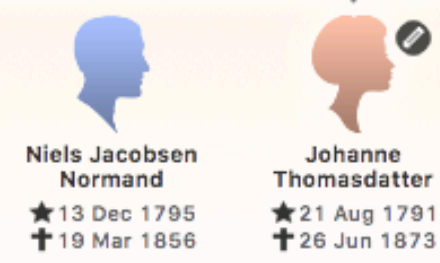 Niels Jacobsen
Normand
★ 13 Dec 1795
✝ 19 Mar 1856
Johanne
Thomasdatter
★ 21 Aug 1791
✝ 26 Jun 1873